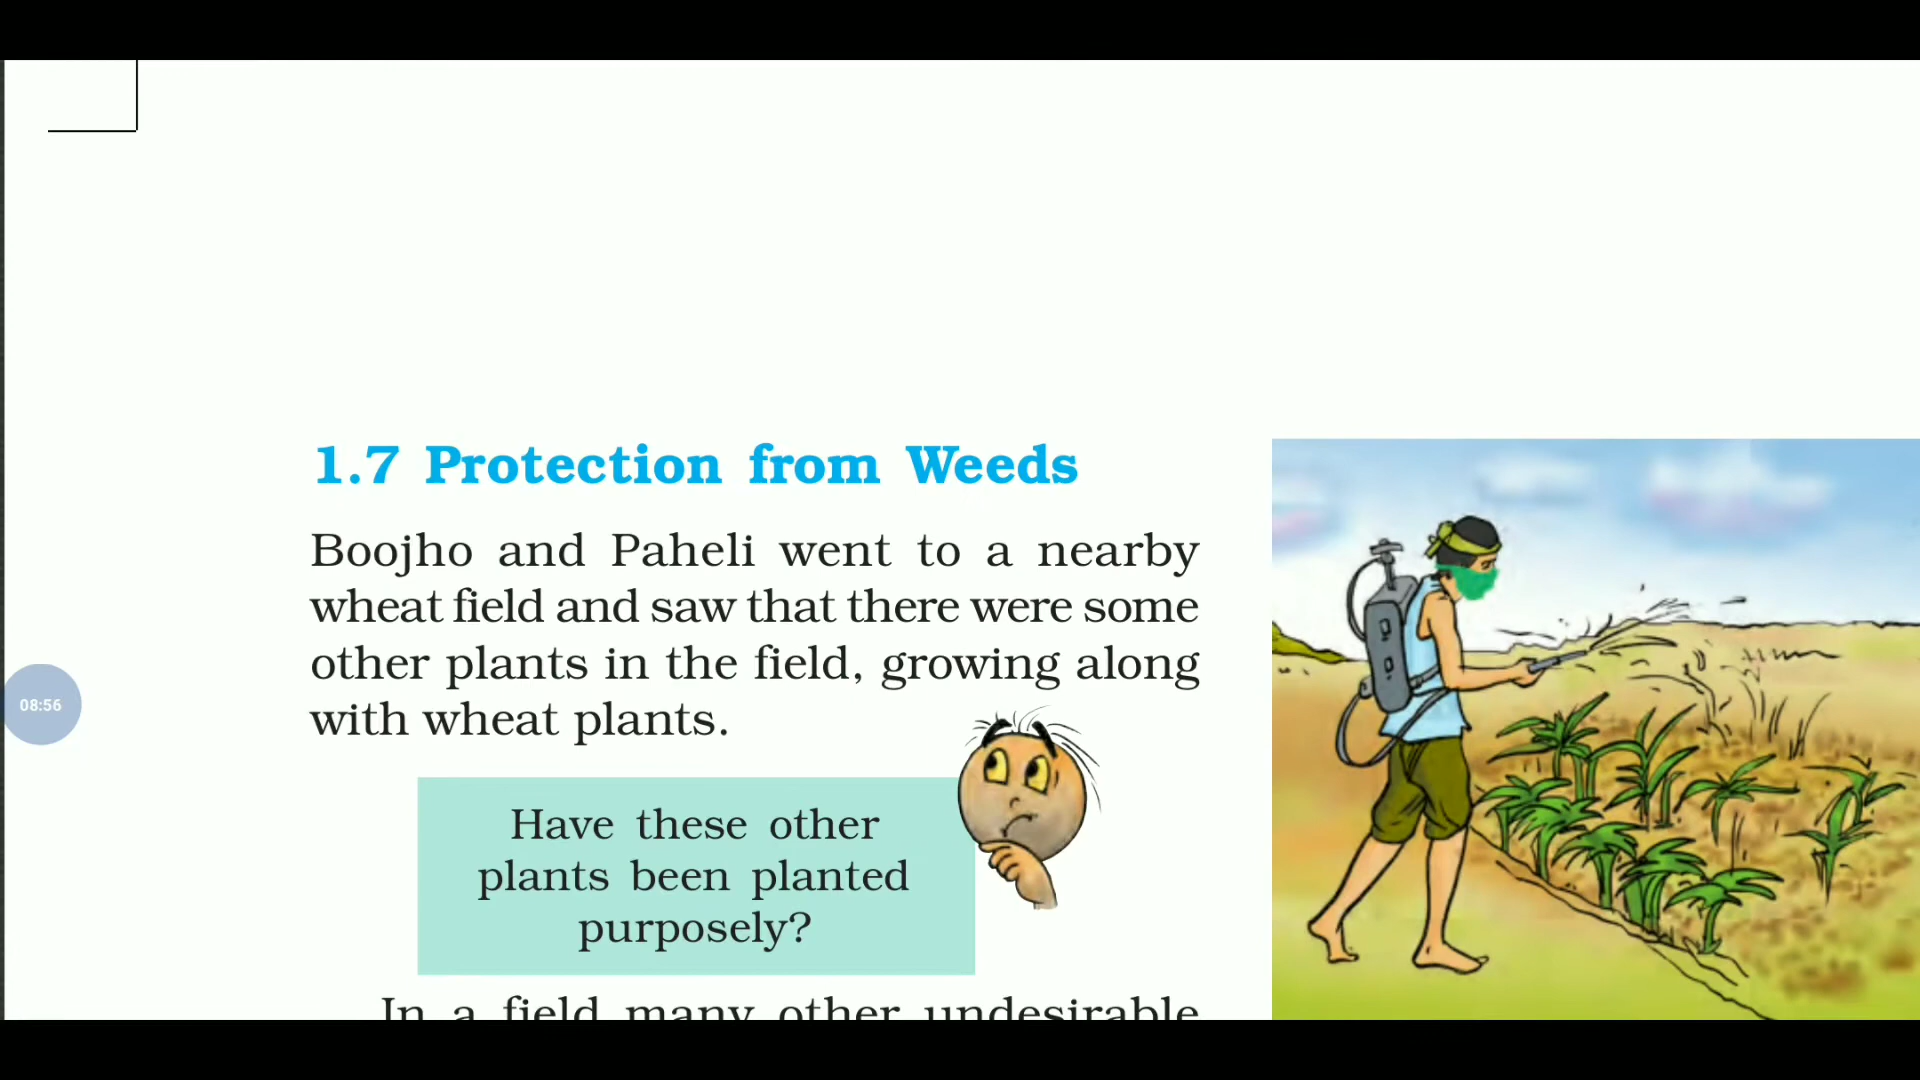 1.7 Protection from Weeds
Boojho and Paheli went to a nearby
wheat field and saw that there were some
other plants in the field, growing along
with wheat plants.
Have these other
plants been planted
purposely?
In a field many other undesirable
08:56